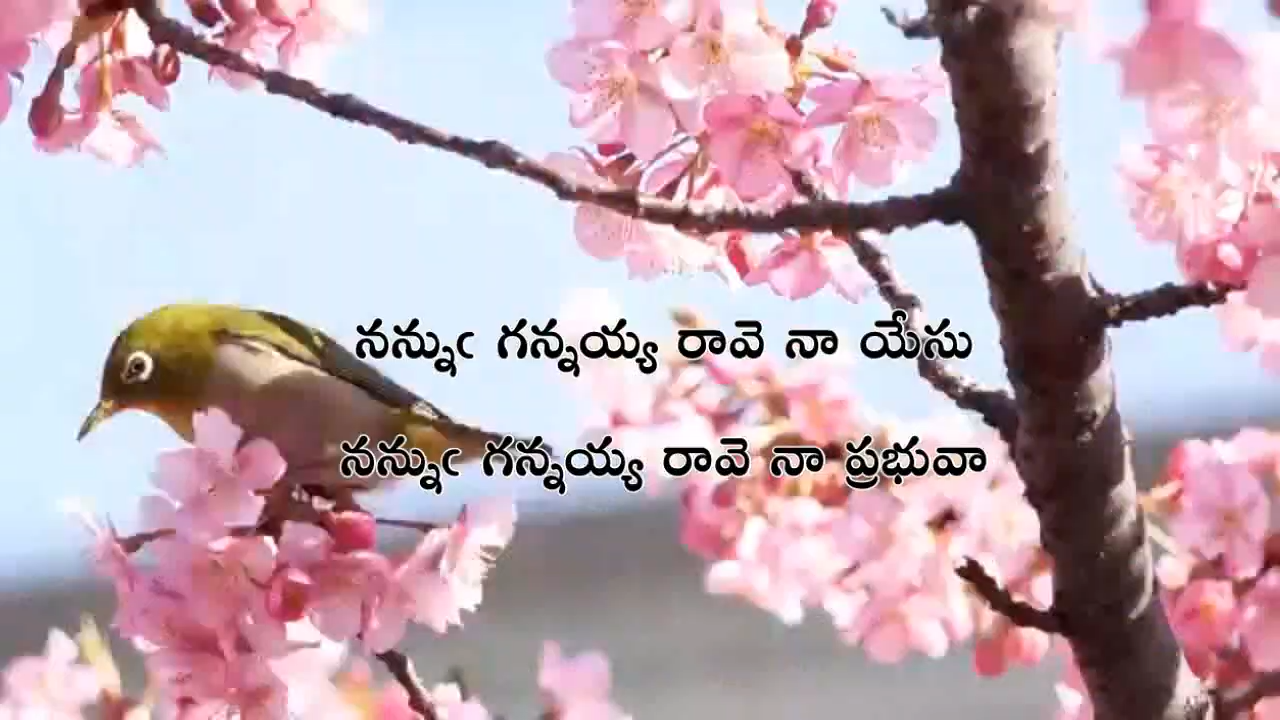 నన్నుఁ గన్నయ్య రావె నా యేసు
నన్నుఁ గన్నయ్య రావె నా ప్రభువా